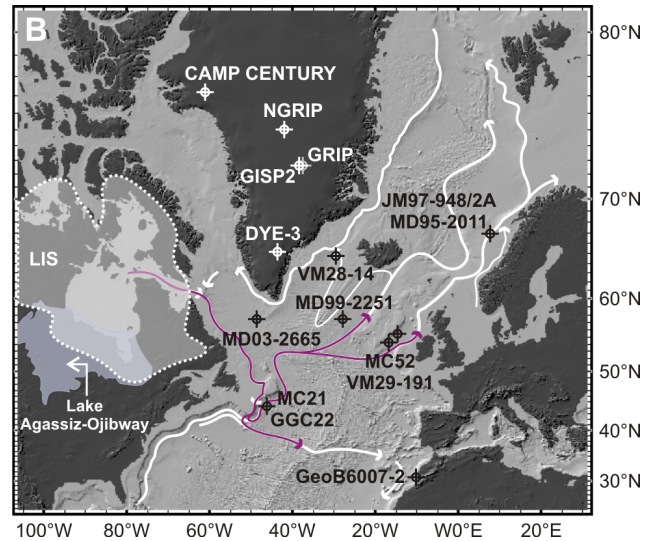 B
80°N
CAMP CENTURY
NGRIP
GRIP
GISP2
70°N
JM97-948/2A
MD95-2011
DYE-3
LIS
VM28-14
60°N
MD99-2251
MD03-2665
MC52
50°N
VM29-191
Lake
Agassiz-Ojibway
MC21
GGC22
40°N
GeoB6007-2
30°N
100°W
80°W
60°W
40°W
20°W
W0°E
20°E